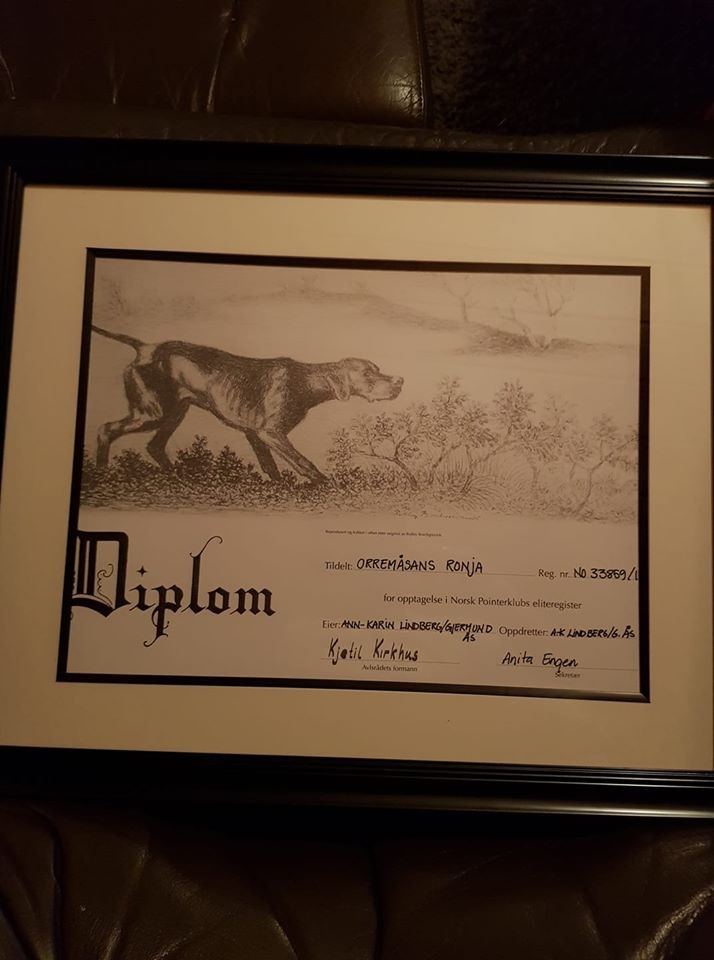 Diplom
Tildelt: ORREMÅSANS RONJA Reg. nr. NO 33859/1
for opptagelse i Norsk Pointerklubs eliteregister
Eier: ANN-KARIN LINDBERG/GJERMUND ÅS Oppdretter: A-K LINDBERG/G. ÅS
Kjetil Kirkhus Anita Engen
Avlsrådets formann Sekretær